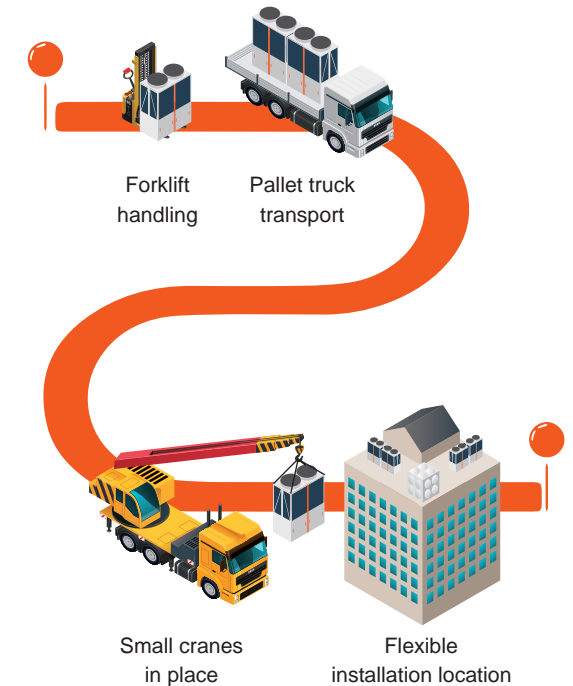 Forklift
handling
Pallet truck
transport
Small cranes
in place
Flexible
installation location